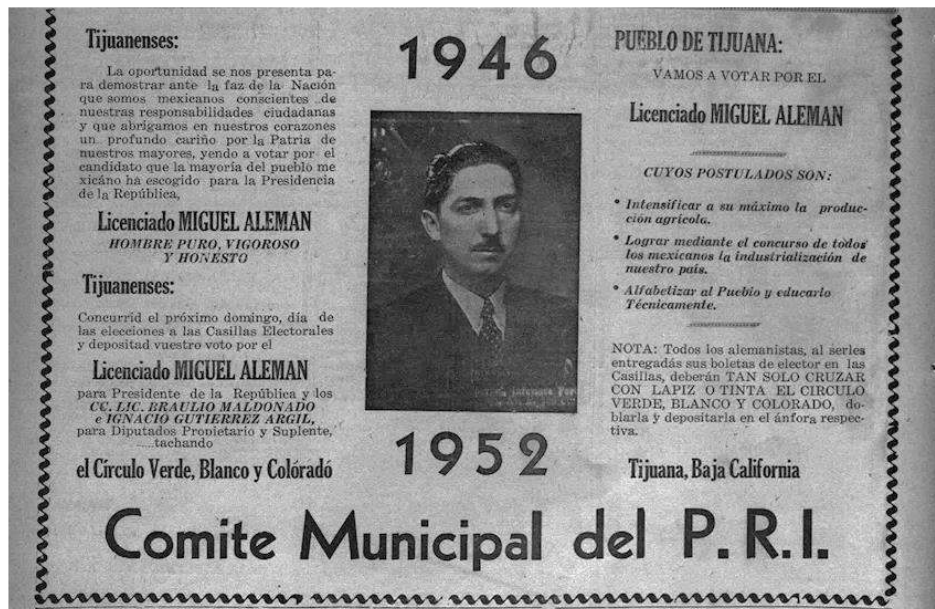 Tijuanenses:
La oportunidad se nos presenta pa-
ra demostrar ante la faz de la Nación
que somos mexicanos conscientes de
nuestras responsabilidades ciudadanas
y que abrigamos en nuestros corazones
un profundo cariño por la Patria de
nuestros mayores, yendo a votar por el
candidato que la mayoría del pueblo me
xicáno ha escogido para la Presidencia
de la República,
Licenciado MIGUEL ALEMAN
HOMBRE PURO, VIGOROSO
Y HONESTO
Tijuanenses:
Concurrid el próximo domingo, día de
las elecciones a las Casillas Electorales
y depositad vuestro voto por el
Licenciado MIGUEL ALEMAN
para Presidente de la República y los
CC. LIC. BRAULIO MALDONADO
e IGNACIO GUTIERREZ ARGIL,
para Diputados Propietario y Suplente,
tachando
el Círculo Verde, Blanco y Colóradó
1946
1952
PUEBLO DE TIJUANA:
VAMOS A VOTAR POR EL
Licenciado MIGUEL ALEMAN
CUYOS POSTULADOS SON:
* Intensificar a su máximo la produc-
ción agrícola.
* Lograr mediante el concurso de todos
los mexicanos la industrialización de
nuestro país.
* Alfabetizar al Pueblo y educarlo
Técnicamente.
NOTA: Todos los alemanistas, al serles
entregadás sus boletas de elector en las
Casillas, deberán TAN SOLO CRUZAR
CON LAPIZ O TINTA EL CIRCULO
VERDE, BLANCO Y COLORADO, do-
blarla y depositarla en el ánfora respec-
tiva.
Tijuana, Baja California
Comite Municipal del P. R. I.